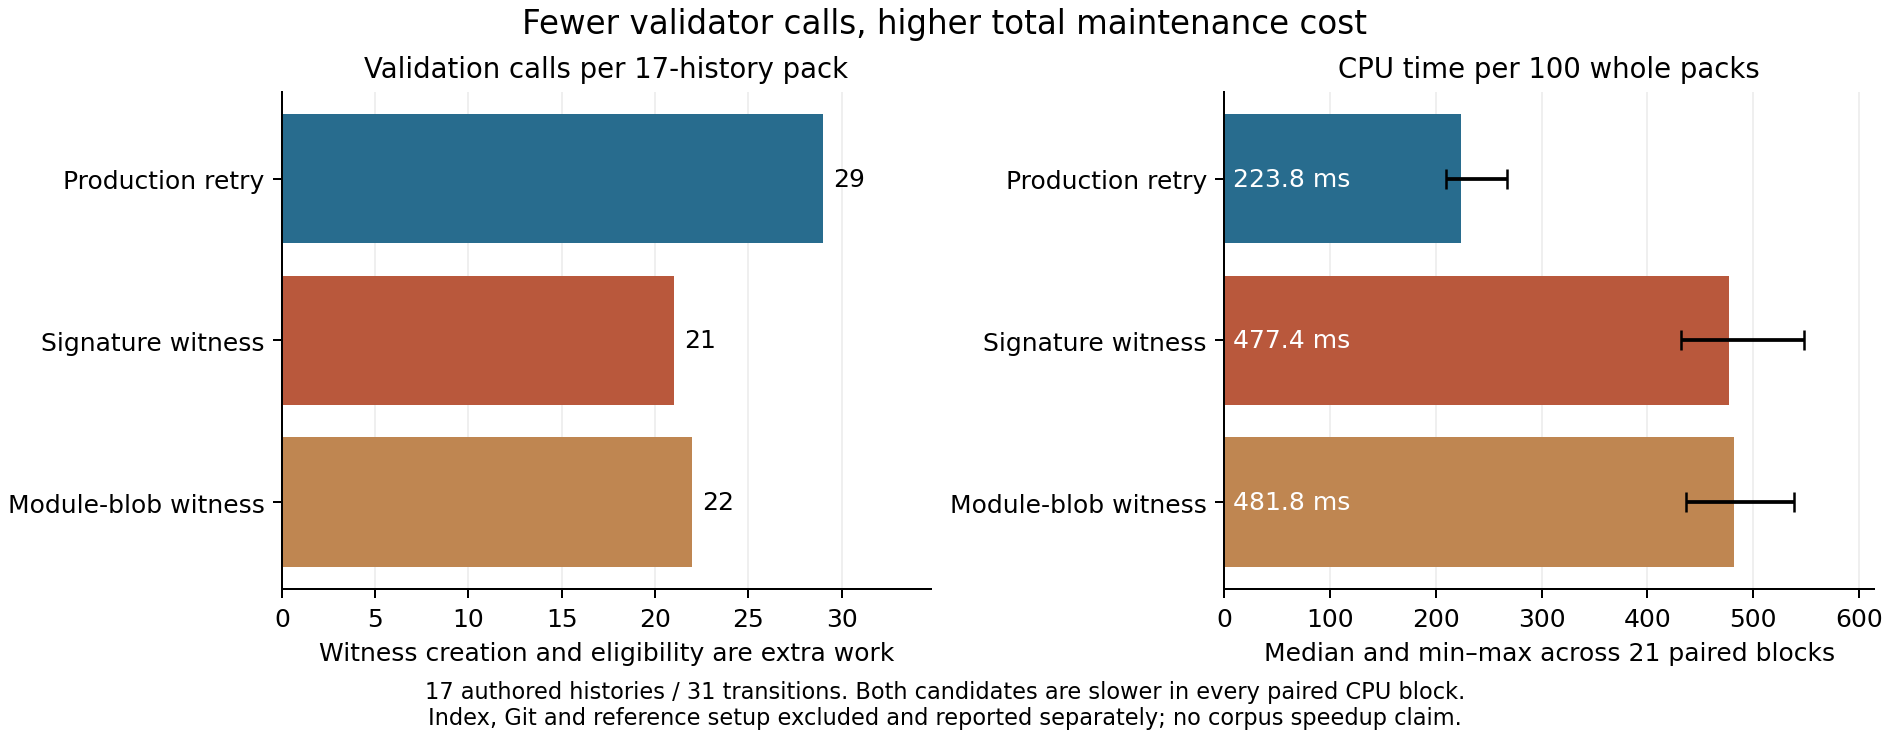 Fewer validator calls, higher total maintenance cost
Validation calls per 17-history pack
Production retry
29
Signature witness
21
Module-blob witness
22
0 5 10 15 20 25 30
Witness creation and eligibility are extra work
CPU time per 100 whole packs
Production retry
223.8 ms
Signature witness
477.4 ms
Module-blob witness
481.8 ms
0 100 200 300 400 500 600
Median and min–max across 21 paired blocks
17 authored histories / 31 transitions. Both candidates are slower in every paired CPU block.
Index, Git and reference setup excluded and reported separately; no corpus speedup claim.